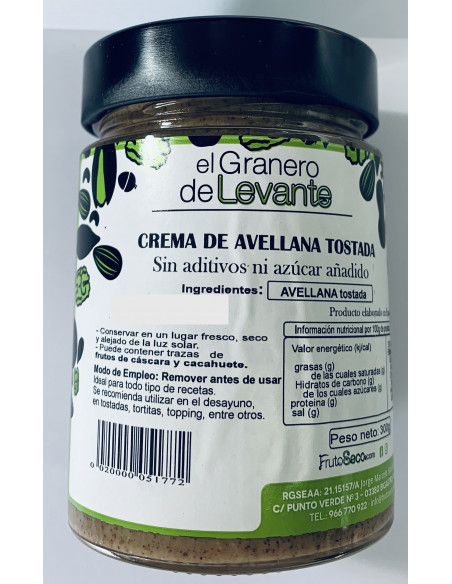 el Granero
de Levante
CREMA DE AVELLANA TOSTADA
Sin aditivos ni azúcar añadido
Ingredientes: AVELLANA tostada
Producto elaborado en
Información nutricional por 100g de
- Conservar en un lugar fresco, seco
y alejado de la luz solar.
- Puede contener trazas de
frutos de cáscara y cacahuete.
Modo de Empleo: Remover antes de usar
Ideal para todo tipo de recetas.
Se recomienda utilizar en el desayuno,
en tostadas, tortitas, topping, entre otros.
Valor energético (kj/cal)
grasas (g)
de las cuales saturadas (g)
Hidratos de carbono (g)
de los cuales azúcares (g)
proteina (g)
sal (g)
Peso neto: 300g
FrutoSeco.com
0 020000 051772
RGSEAA: 21.15157/A Jorge
C/ PUNTO VERDE Nº 3 - 03380
TEL.: 966 770 922